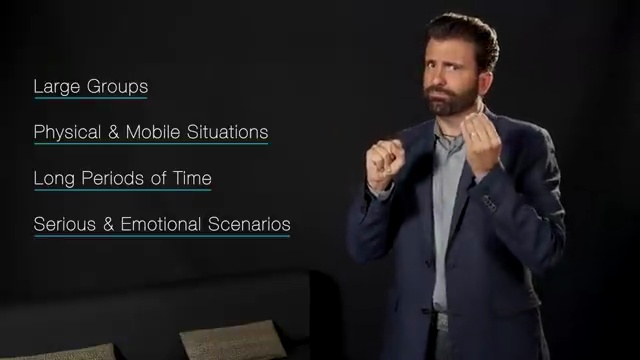 Large Groups
Physical & Mobile Situations
Long Periods of Time
Serious & Emotional Scenarios